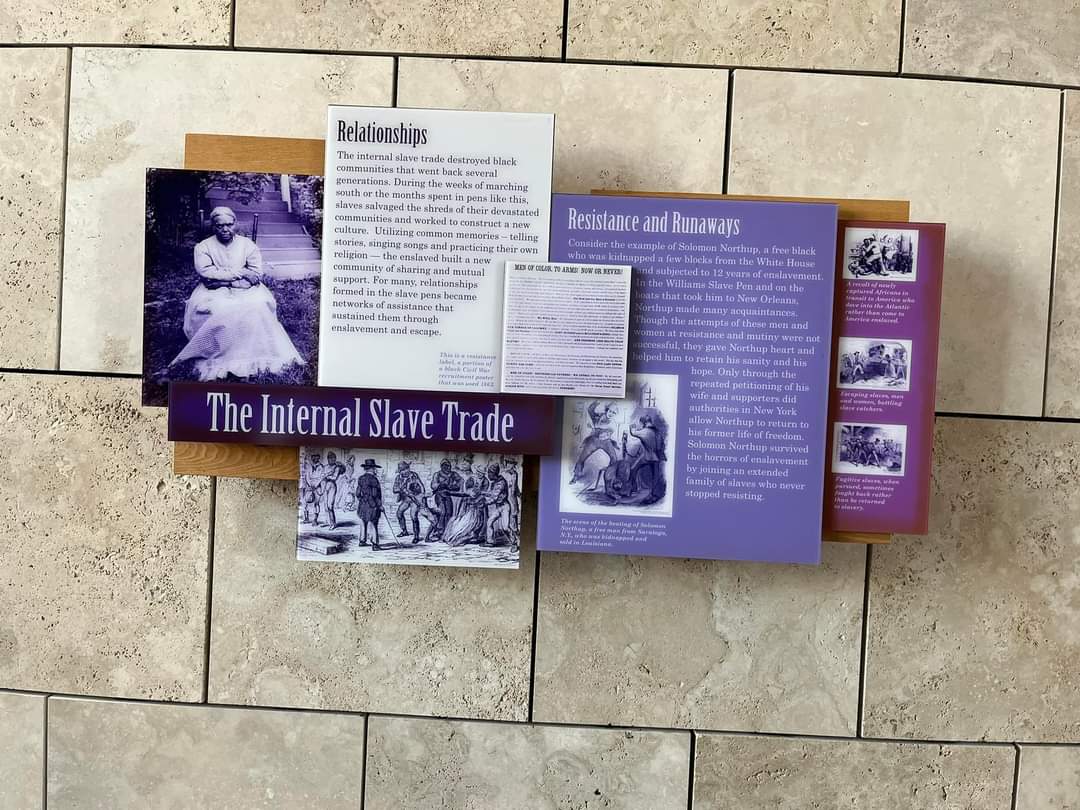 Relationships
The internal slave trade destroyed black
communities that went back several
generations. During the weeks of marching
south or the months spent in pens like this,
slaves salvaged the shreds of their devastated
communities and worked to construct a new
culture. Utilizing common memories – telling
stories, singing songs and practicing their own
religion — the enslaved built a new
community of sharing and mutual
support. For many, relationships
formed in the slave pens became
networks of assistance that
sustained them through
enslavement and escape.
This is a resistance
label, a portion of
a black Civil War
recruitment poster
that was used 1863.
MEN OF COLOR, TO ARMS! NOW OR NEVER!
The Internal Slave Trade
Resistance and Runaways
Consider the example of Solomon Northup, a free black
who was kidnapped a few blocks from the White House
and subjected to 12 years of enslavement.
In the Williams Slave Pen and on the
boats that took him to New Orleans,
Northup made many acquaintances.
Though the attempts of these men and
women at resistance and mutiny were not
successful, they gave Northup heart and
helped him to retain his sanity and his
hope. Only through the
repeated petitioning of his
wife and supporters did
authorities in New York
allow Northup to return to
his former life of freedom.
Solomon Northup survived
the horrors of enslavement
by joining an extended
family of slaves who never
stopped resisting.
The scene of the beating of Solomon
Northup, a free man from Saratoga,
N.Y., who was kidnapped and
sold in Louisiana.
A revolt of newly
captured Africans in
transit to America who
dove into the Atlantic
rather than come to
America enslaved.
Escaping slaves, men
and women, battling
slave catchers.
Fugitive slaves, when
pursued, sometimes
fought back rather
than be returned
to slavery.